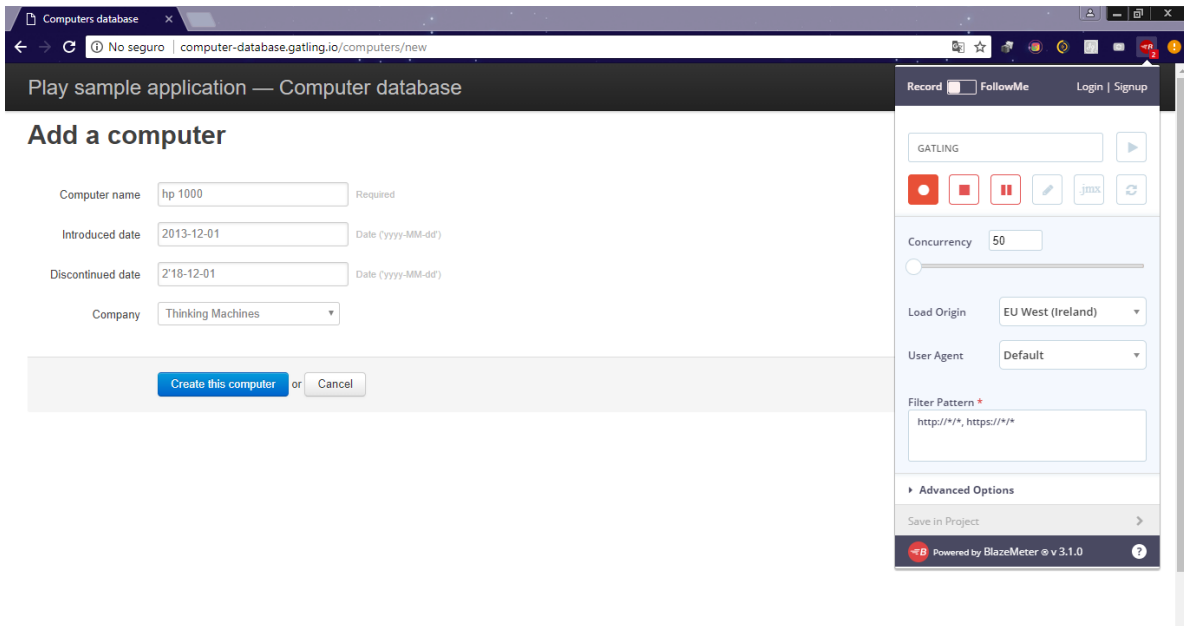 Computers database
No seguro | computer-database.gatling.io/computers/new
2
Play sample application — Computer database
Record FollowMe Login | Signup
Add a computer
GATLING
.jmx
Computer name hp 1000 Required
Introduced date 2013-12-01 Date ('yyyy-MM-dd')
Discontinued date 2'18-12-01 Date ('yyyy-MM-dd')
Company Thinking Machines
Create this computer or Cancel
Concurrency 50
Load Origin EU West (Ireland)
User Agent Default
Filter Pattern *
http://*/*, https://*/*
Advanced Options
Save in Project
B Powered by BlazeMeter ® v 3.1.0 ?